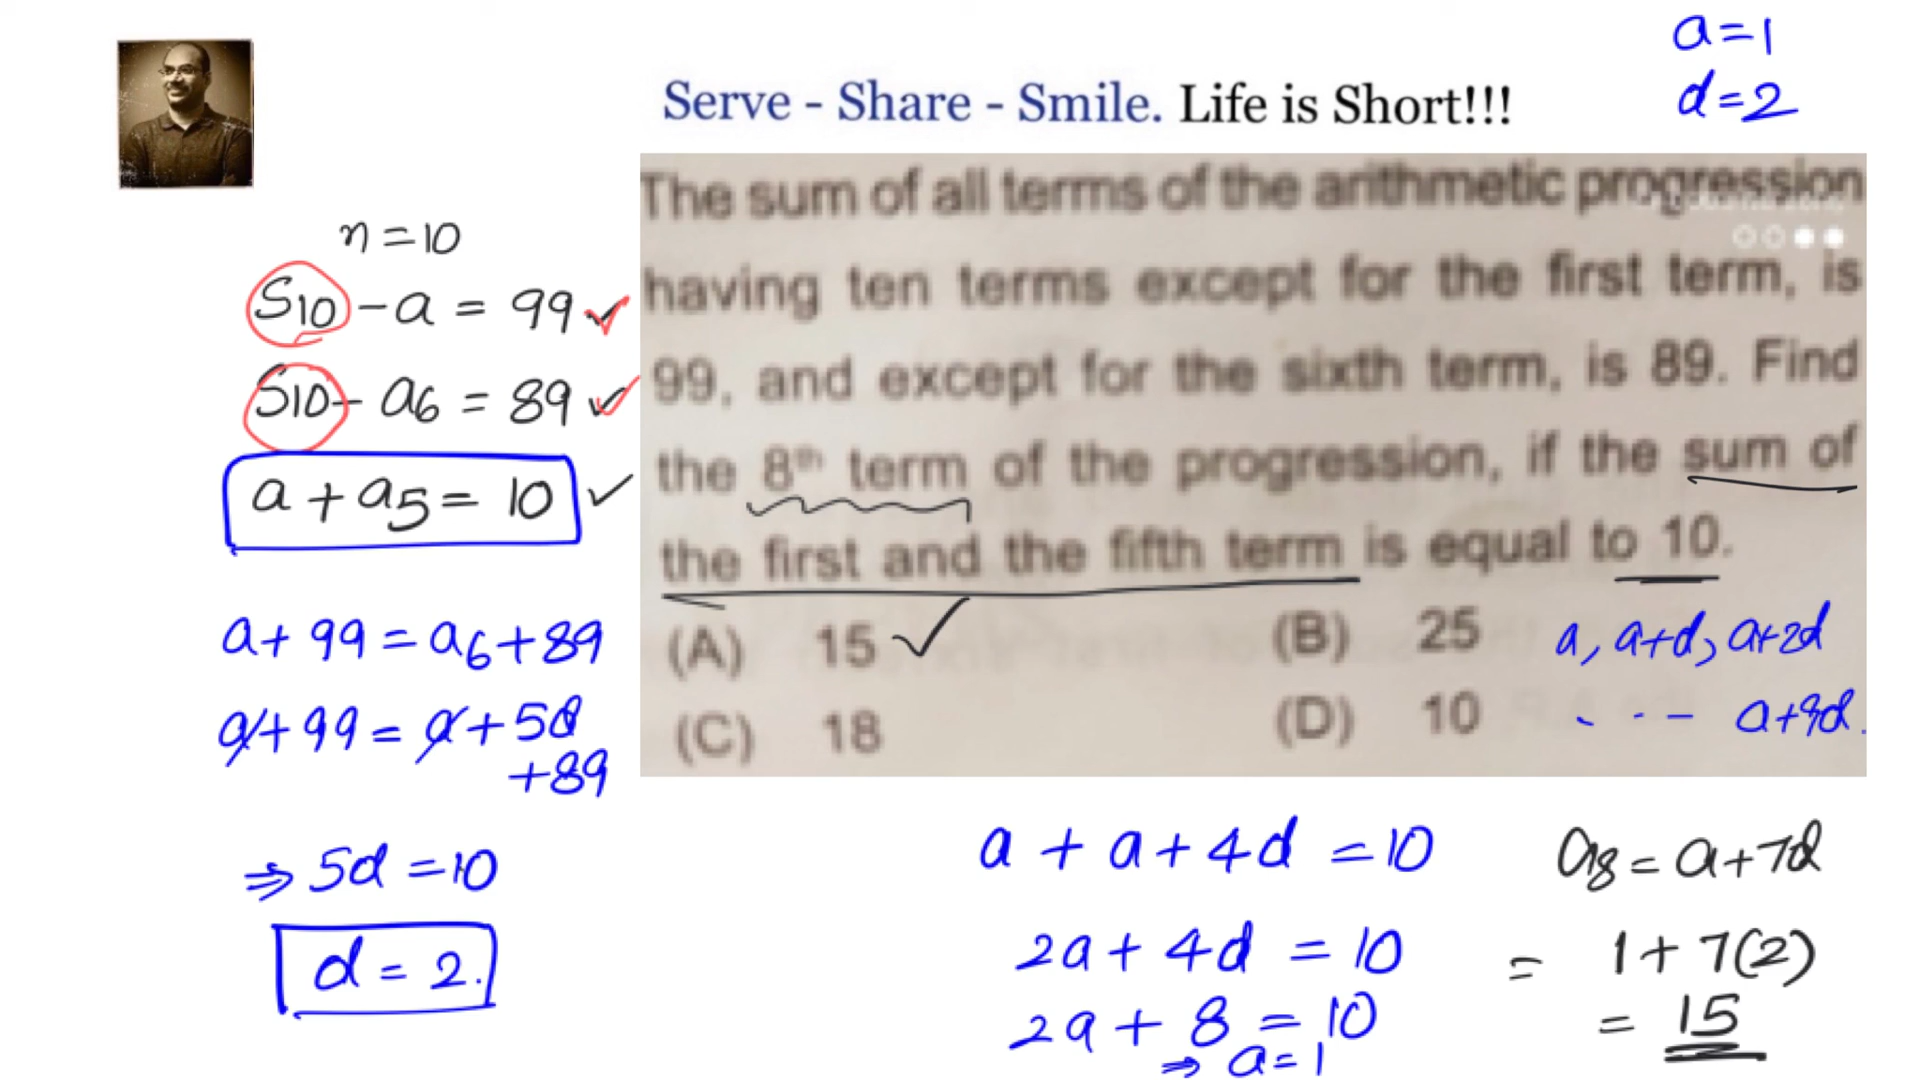 a = 1
d = 2
Serve - Share - Smile. Life is Short!!!
The sum of all terms of the arithmetic progression
having ten terms except for the first term, is
99, and except for the sixth term, is 89. Find
the 8th term of the progression, if the sum of
the first and the fifth term is equal to 10.
(A) 15 (B) 25
(C) 18 (D) 10
a, a+d, a+2d
- - - a+9d.
n = 10
S10 - a = 99
S10 - a6 = 89
a + a5 = 10
a + 99 = a6 + 89
a + 99 = a + 5d
+89
⇒ 5d = 10
d = 2.
a + a + 4d = 10
2a + 4d = 10
2a + 8 = 10
⇒ a = 1
a8 = a + 7d
= 1 + 7(2)
= 15